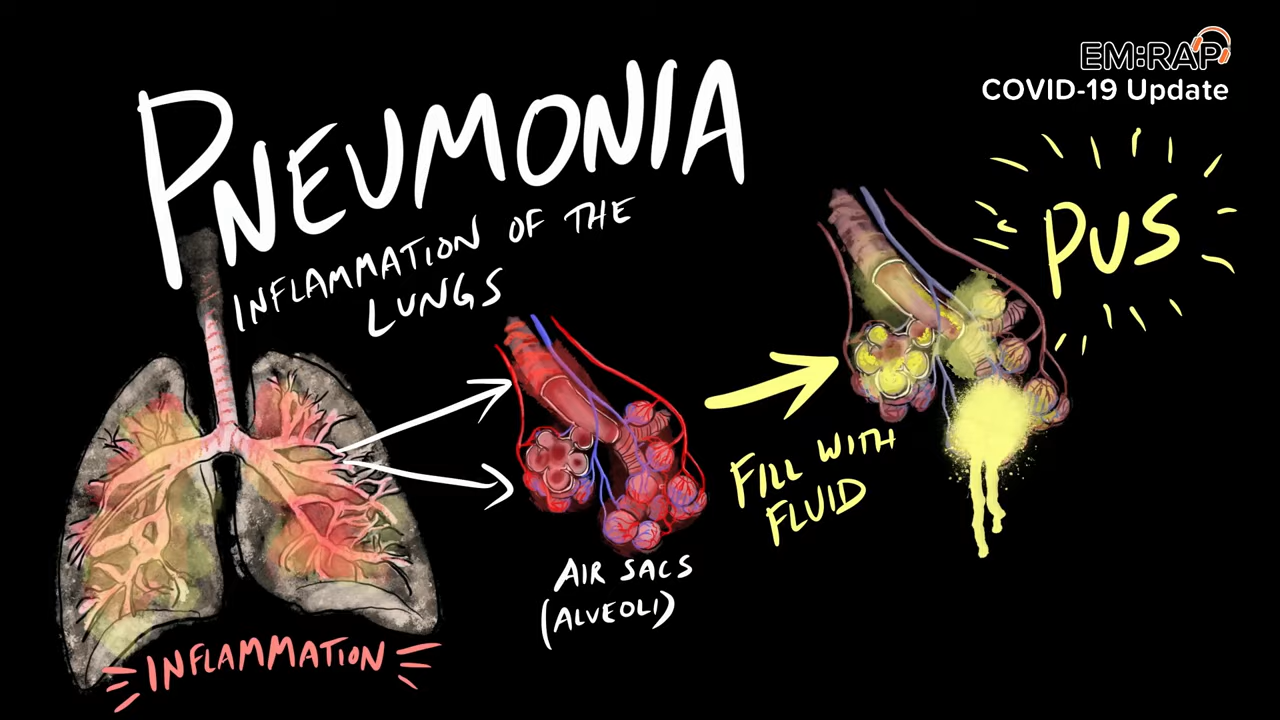 EM:RAP
COVID-19 Update
PNEUMONIA
INFLAMMATION OF THE
LUNGS
PUS
FILL WITH
FLUID
AIR SACS
(ALVEOLI)
INFLAMMATION